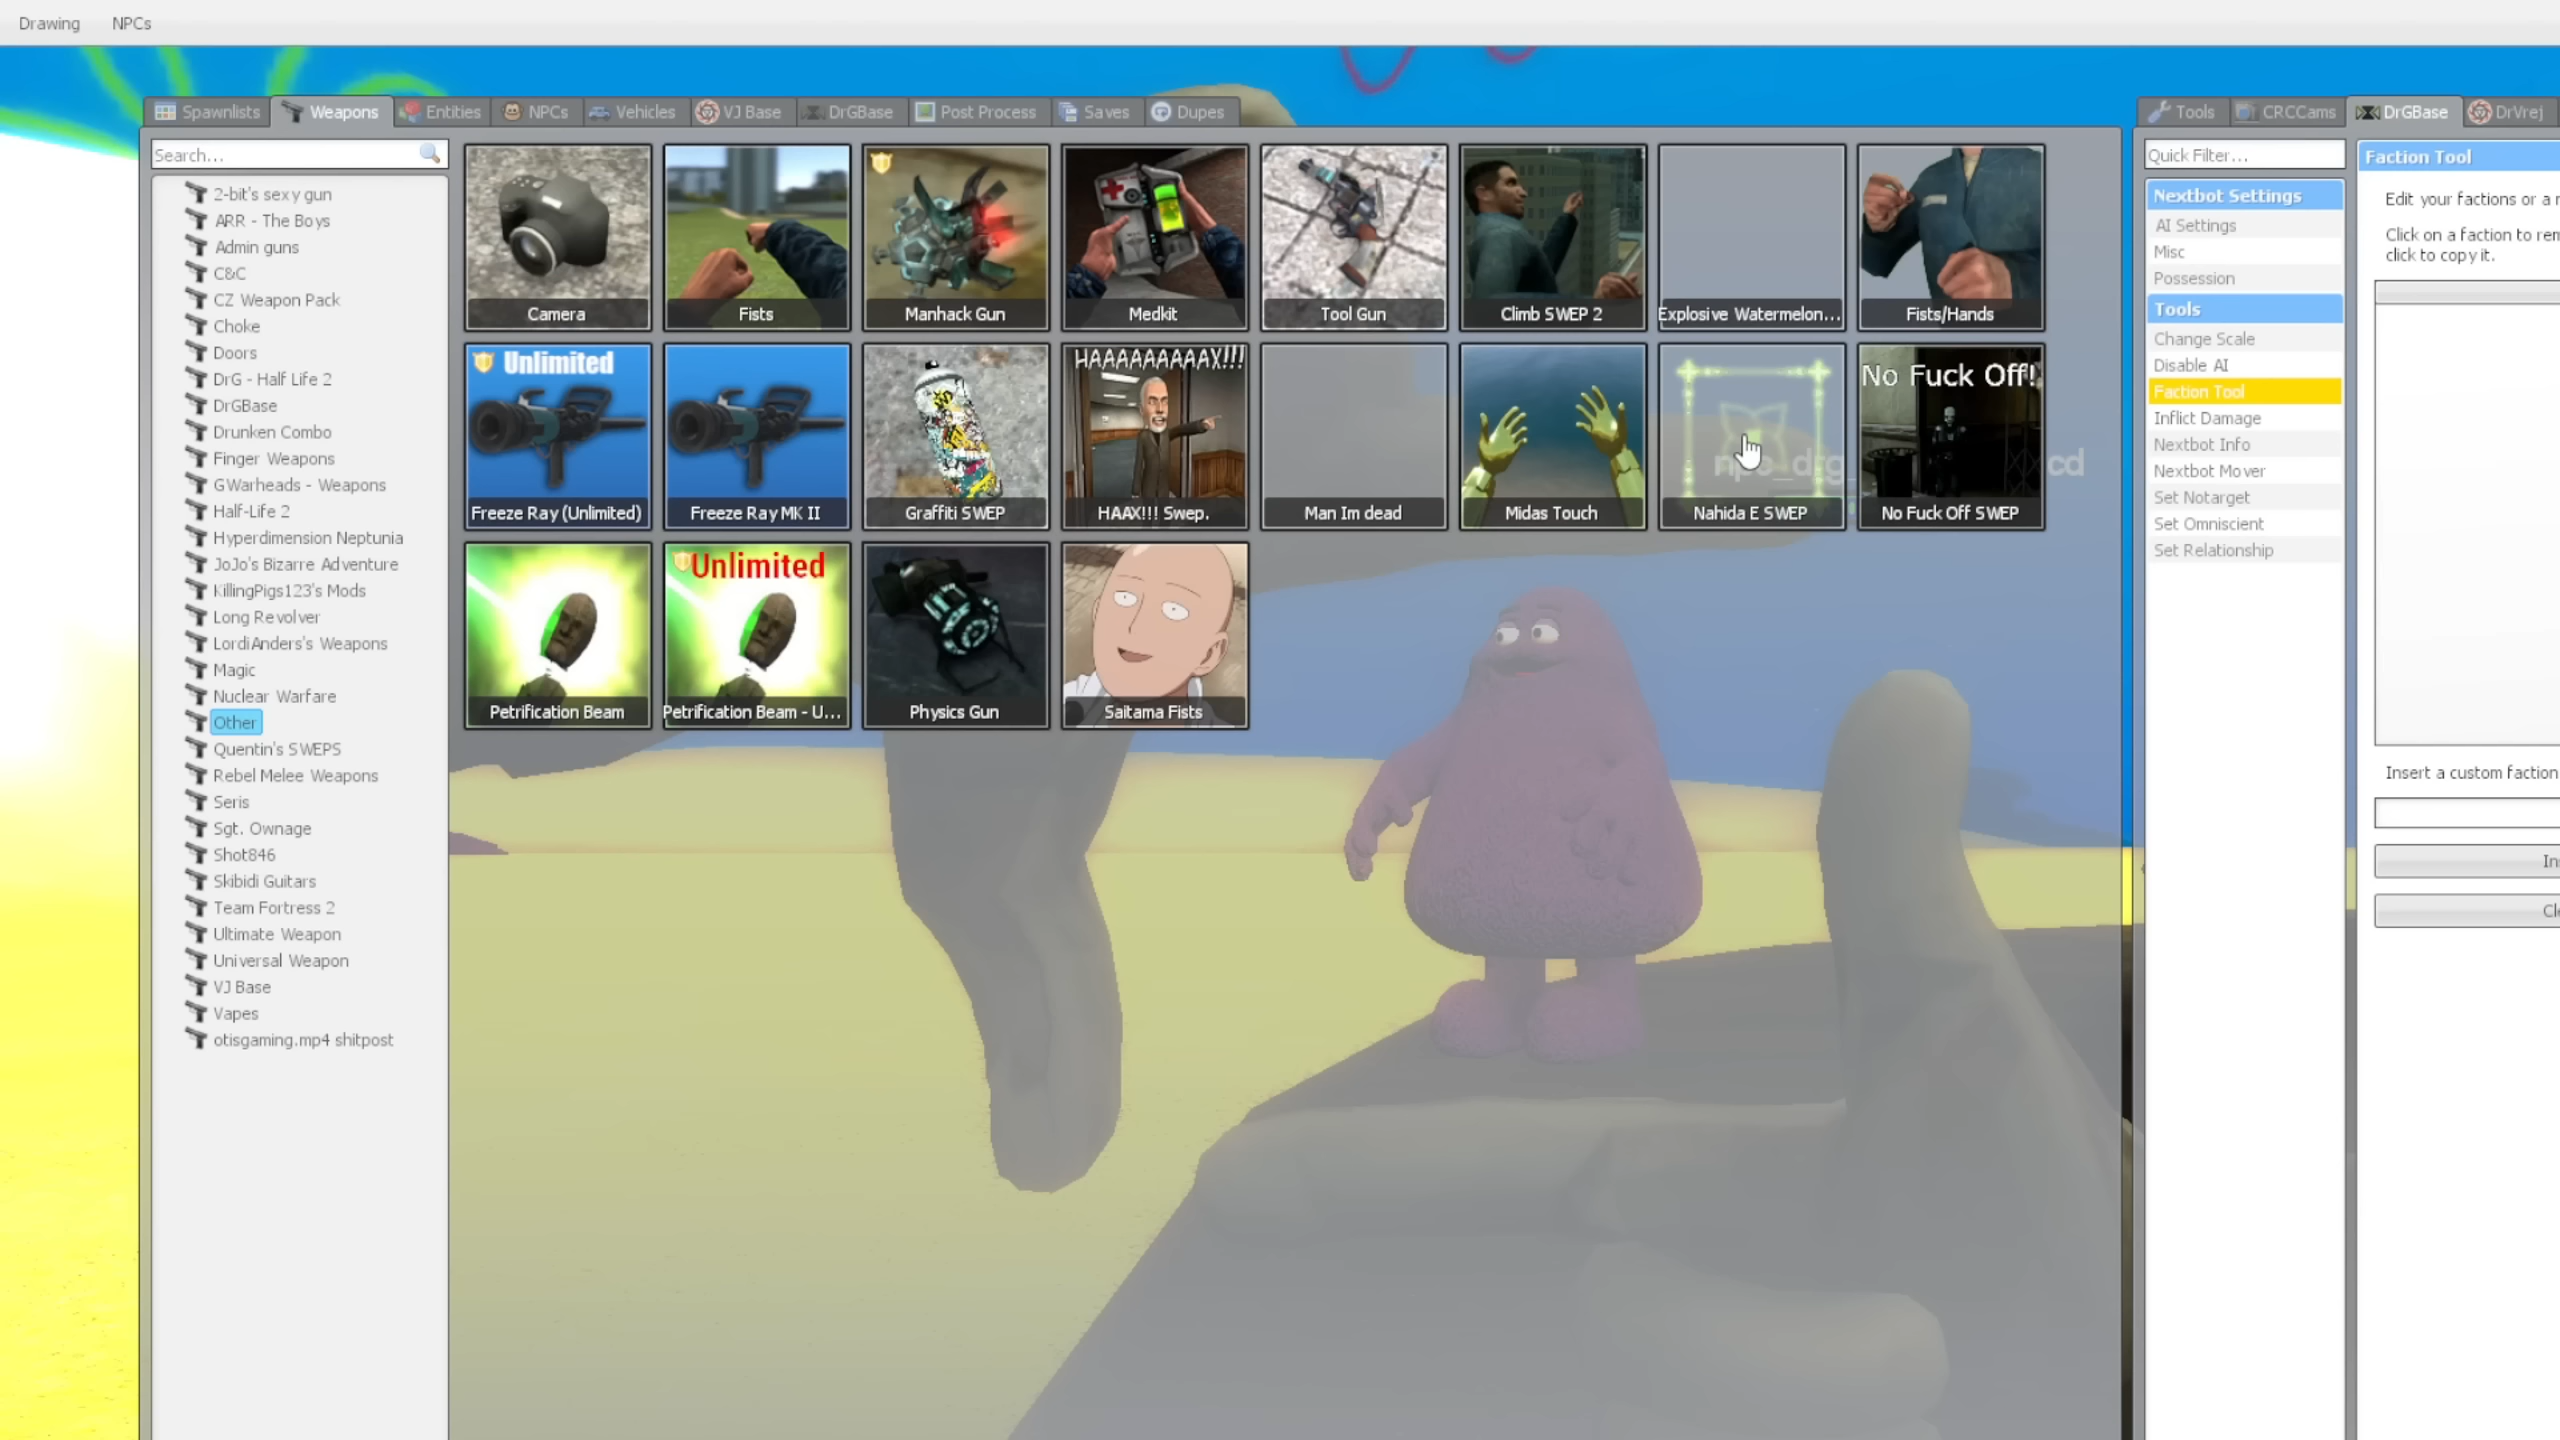 Drawing NPCs
Spawnlists Weapons Entities NPCs Vehicles VJ Base DrGBase Post Process Saves Dupes
Search...
2-bit's sexy gun
ARR - The Boys
Admin guns
C&C
CZ Weapon Pack
Choke
Doors
DrG - Half Life 2
DrGBase
Drunken Combo
Finger Weapons
GWarheads - Weapons
Half-Life 2
Hyperdimension Neptunia
JoJo's Bizarre Adventure
KillingPigs123's Mods
Long Revolver
LordiAnders's Weapons
Magic
Nuclear Warfare
Other
Quentin's SWEPS
Rebel Melee Weapons
Seris
Sgt. Ownage
Shot846
Skibidi Guitars
Team Fortress 2
Ultimate Weapon
Universal Weapon
VJ Base
Vapes
otisgaming.mp4 shitpost
Camera
Fists
Manhack Gun
Medkit
Tool Gun
Climb SWEP 2
Explosive Watermelon...
Fists/Hands
Unlimited
Freeze Ray (Unlimited)
Freeze Ray MK II
Graffiti SWEP
HAAAAAAAAAX!!!
HAAX!!! Swep.
Man Im dead
Midas Touch
Nahida E SWEP
No Fuck Off!
No Fuck Off SWEP
Petrification Beam
Unlimited
Petrification Beam - U...
Physics Gun
Saitama Fists
Tools CRCCams DrGBase DrVrej
Quick Filter...
Nextbot Settings
AI Settings
Misc
Possession
Tools
Change Scale
Disable AI
Faction Tool
Inflict Damage
Nextbot Info
Nextbot Mover
Set Notarget
Set Omniscient
Set Relationship
Faction Tool
Edit your factions or a
Click on a faction to rem
click to copy it.
Insert a custom faction
In
Cle